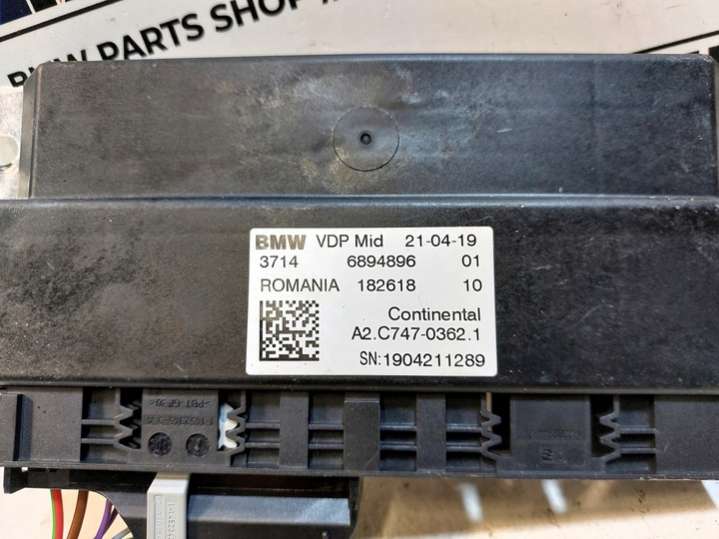 BMW PARTS SHOP
BMW VDP Mid 21-04-19
3714 6894896 01
ROMANIA 182618 10
Continental
A2.C747-0362.1
SN:1904211289